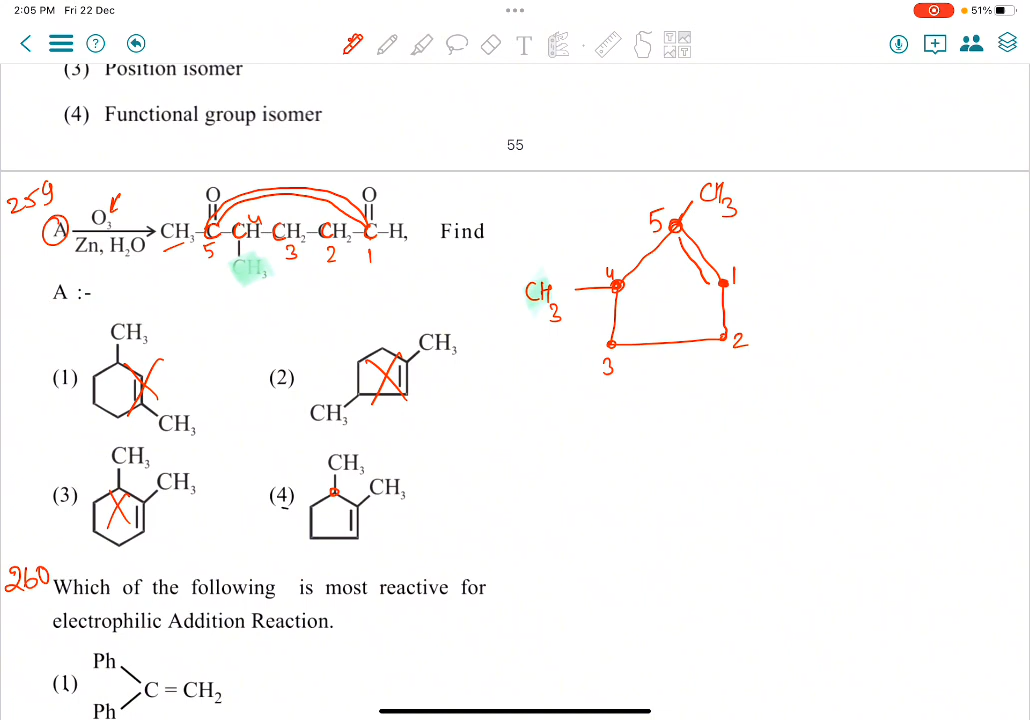 2:05 PM Fri 22 Dec
51%
(3) Position isomer
(4) Functional group isomer
55
259
A O₃ Zn, H₂O CH₃–C–CH–CH₂–CH₂–C–H, Find
O O
5 4 3 2 1
CH₃
A :-
(1) CH₃ CH₃
(2) CH₃ CH₃
(3) CH₃ CH₃
(4) CH₃ CH₃
CH₃
5
4 1
CH₃
3 2
260 Which of the following is most reactive for
electrophilic Addition Reaction.
(1) Ph Ph C = CH₂